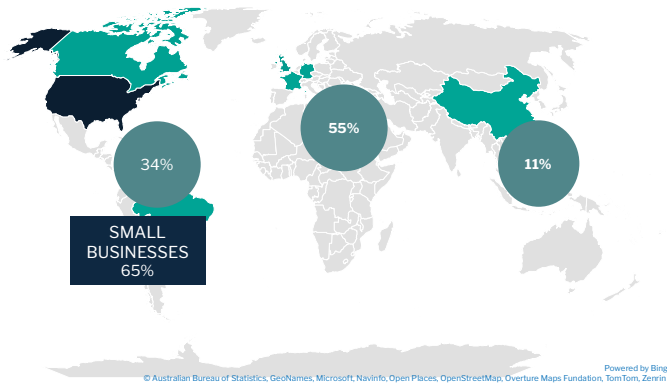 55%
34%
11%
SMALL
BUSINESSES
65%
Powered by Bing
© Australian Bureau of Statistics, GeoNames, Microsoft, Navinfo, Open Places, OpenStreetMap, Overture Maps Fundation, TomTom, Zenrin